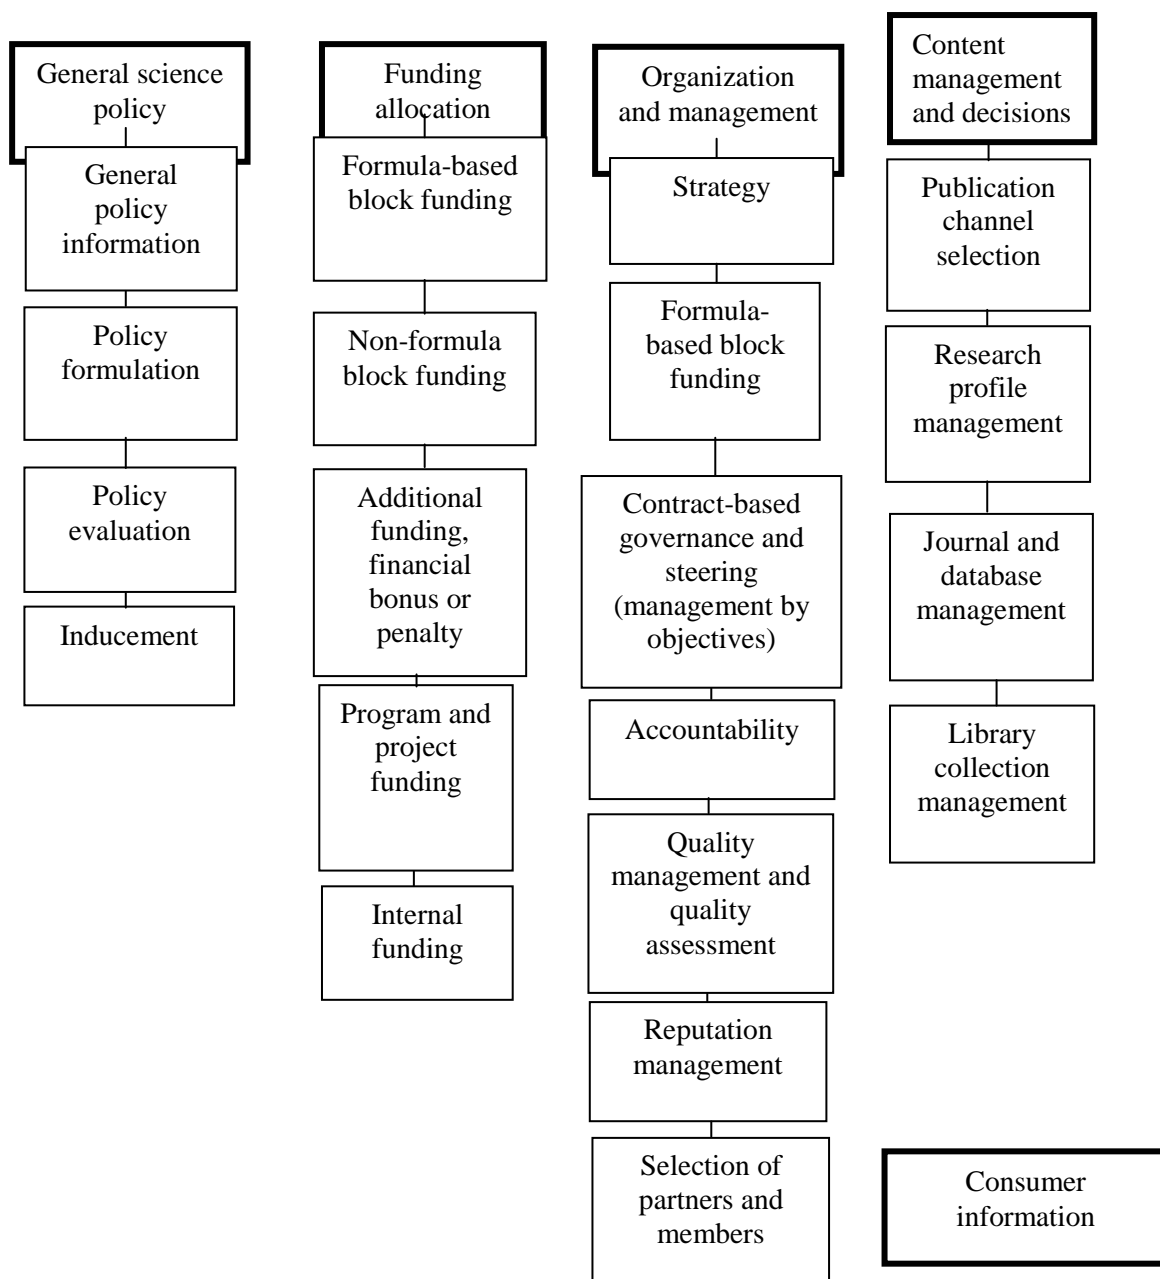 General science
policy
General
policy
information
Policy
formulation
Policy
evaluation
Inducement
Funding
allocation
Formula-based
block funding
Non-formula
block funding
Additional
funding,
financial
bonus or
penalty
Program and
project
funding
Internal
funding
Organization
and management
Strategy
Formula-
based block
funding
Contract-based
governance and
steering
(management by
objectives)
Accountability
Quality
management and
quality
assessment
Reputation
management
Selection of
partners and
members
Content
management
and decisions
Publication
channel
selection
Research
profile
management
Journal and
database
management
Library
collection
management
Consumer
information